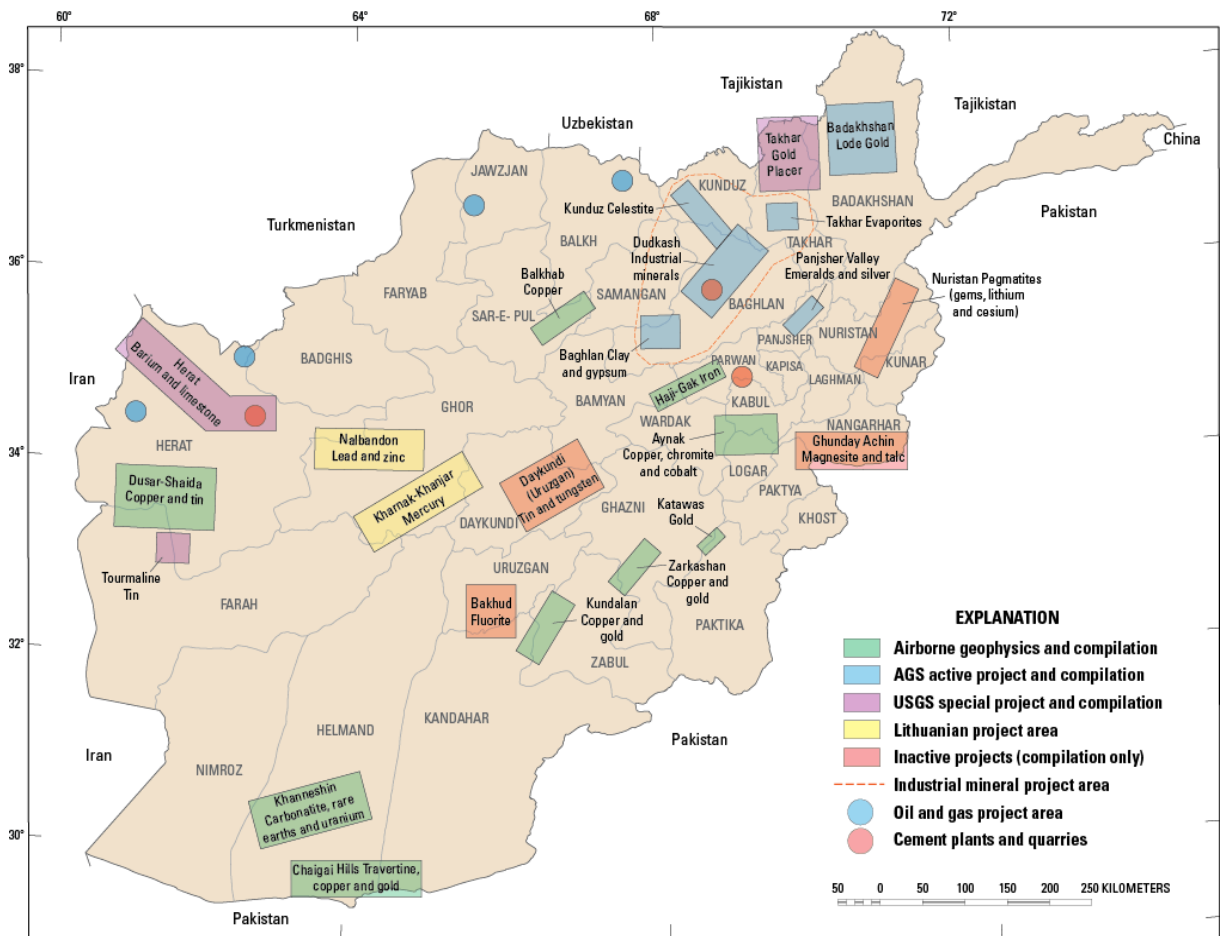 60°
64°
68°
72°
38°
36°
34°
32°
30°
Tajikistan
Tajikistan
China
Uzbekistan
Turkmenistan
Pakistan
Iran
Iran
Pakistan
Pakistan
JAWZJAN
KUNDUZ
BADAKHSHAN
BALKH
TAKHAR
FARYAB
SAMANGAN
SAR-E- PUL
BAGHLAN
BADGHIS
PANJSHER
NURISTAN
KUNAR
PARWAN
KAPISA
LAGHMAN
BAMYAN
KABUL
GHOR
WARDAK
NANGARHAR
HERAT
LOGAR
PAKTYA
KHOST
GHAZNI
DAYKUNDI
URUZGAN
FARAH
PAKTIKA
ZABUL
KANDAHAR
HELMAND
NIMROZ
Takhar
Gold
Placer
Badakhshan
Lode Gold
Kunduz Celestite
Takhar Evaporites
Dudkash
Industrial
minerals
Panjsher Valley
Emeralds and silver
Nuristan Pegmatites
(gems, lithium
and cesium)
Balkhab
Copper
Baghlan Clay
and gypsum
Haji-Gak Iron
Herat
Barium and limestone
Nalbandon
Lead and zinc
Aynak
Copper, chromite
and cobalt
Ghunday Achin
Magnesite and talc
Dusar-Shaida
Copper and tin
Kharnak-Khanjar
Mercury
Daykundi
(Uruzgan)
Tin and tungsten
Katawas
Gold
Tourmaline
Tin
Zarkashan
Copper and
gold
Bakhud
Fluorite
Kundalan
Copper and
gold
Khanneshin
Carbonatite, rare
earths and uranium
Chaigai Hills Travertine,
copper and gold
EXPLANATION
Airborne geophysics and compilation
AGS active project and compilation
USGS special project and compilation
Lithuanian project area
Inactive projects (compilation only)
Industrial mineral project area
Oil and gas project area
Cement plants and quarries
50 0 50 100 150 200 250 KILOMETERS